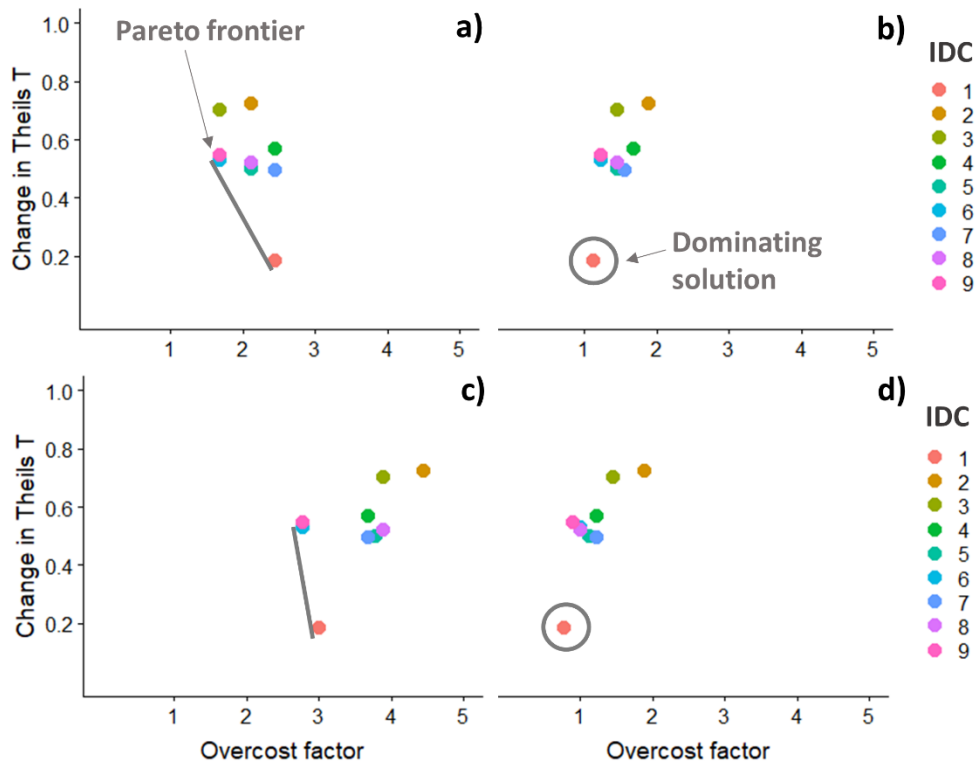 a)
Pareto frontier
1.0
0.8
0.6
0.4
0.2
Change in Theils T
1 2 3 4 5
b)
Dominating
solution
1 2 3 4 5
IDC
1
2
3
4
5
6
7
8
9
c)
1.0
0.8
0.6
0.4
0.2
Change in Theils T
1 2 3 4 5
Overcost factor
d)
1 2 3 4 5
Overcost factor
IDC
1
2
3
4
5
6
7
8
9